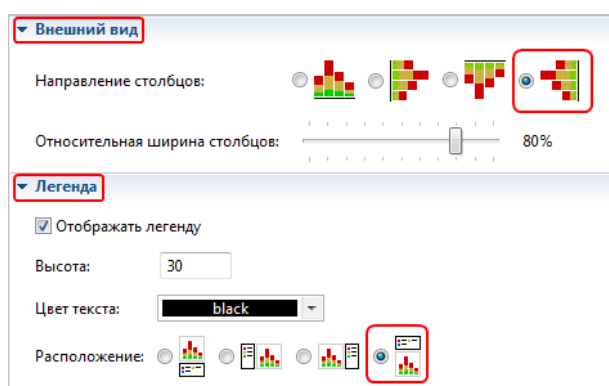 Внешний вид
Направление столбцов:
Относительная ширина столбцов: 80%
Легенда
Отображать легенду
Высота: 30
Цвет текста: black
Расположение: